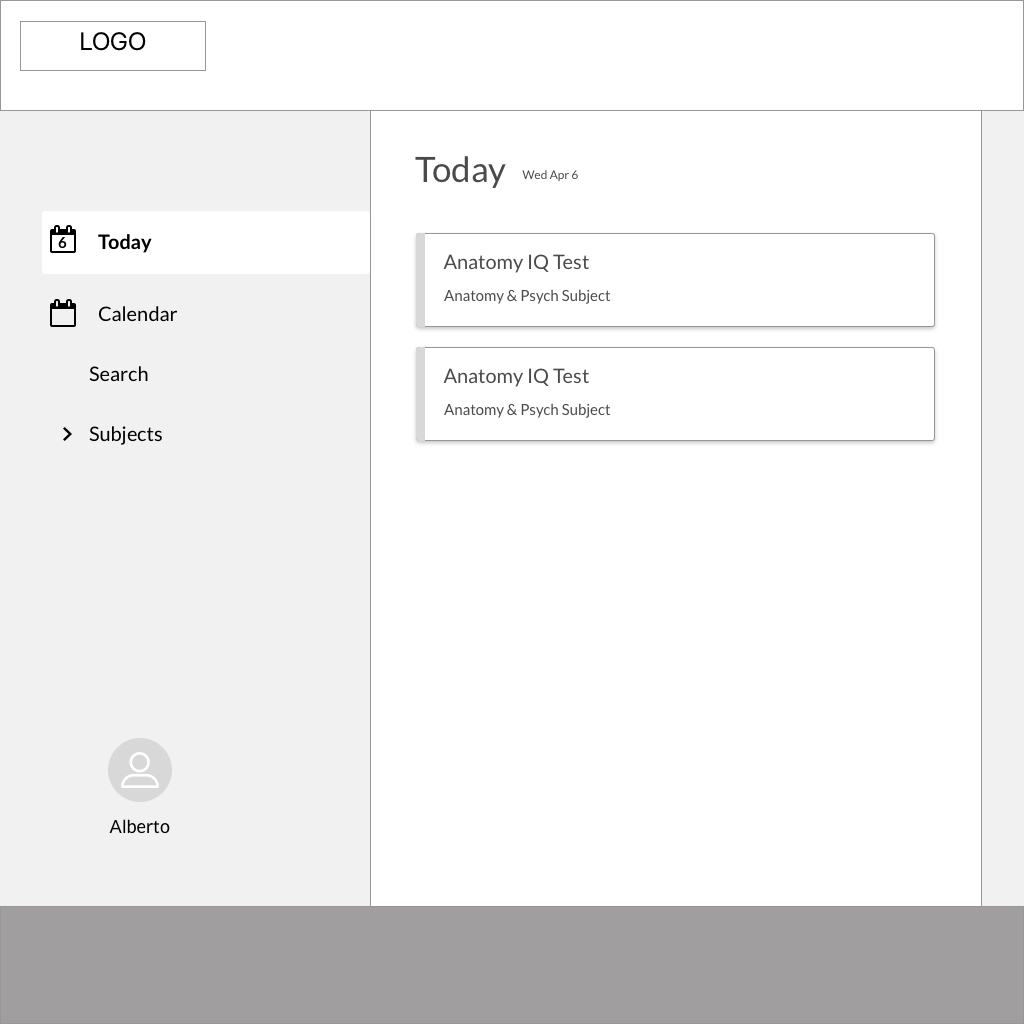 LOGO
Today
Wed Apr 6
6
Today
Calendar
Search
Subjects
Anatomy IQ Test
Anatomy & Psych Subject
Anatomy IQ Test
Anatomy & Psych Subject
Alberto